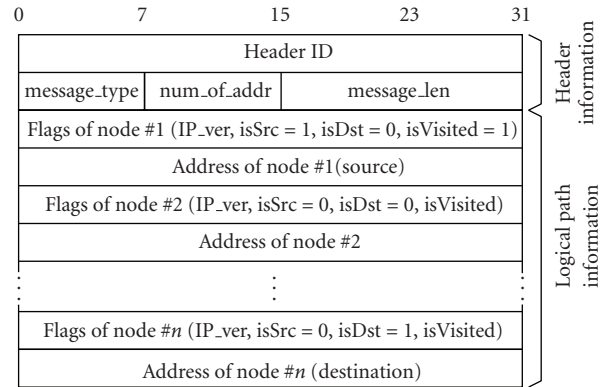 0 7 15 23 31
Header ID
message_type num_of_addr message_len
Flags of node #1 (IP_ver, isSrc = 1, isDst = 0, isVisited = 1)
Address of node #1(source)
Flags of node #2 (IP_ver, isSrc = 0, isDst = 0, isVisited)
Address of node #2
Flags of node #n (IP_ver, isSrc = 0, isDst = 1, isVisited)
Address of node #n (destination)
Header
information
Logical path
information